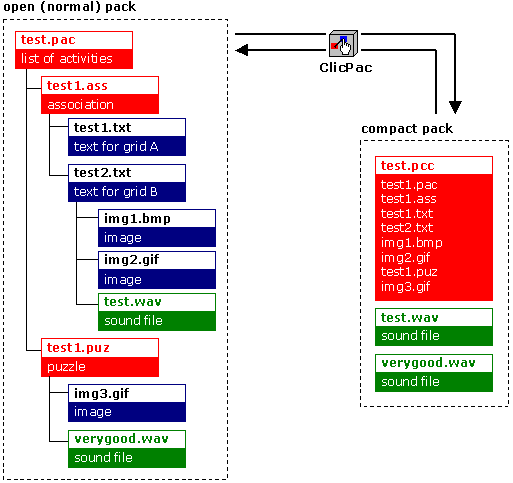 open (normal) pack
test.pac
list of activities
test1.ass
association
test1.txt
text for grid A
test2.txt
text for grid B
img1.bmp
image
img2.gif
image
test.wav
sound file
test1.puz
puzzle
img3.gif
image
verygood.wav
sound file
ClicPac
compact pack
test.pcc
test1.pac
test1.ass
test1.txt
test2.txt
img1.bmp
img2.gif
test1.puz
img3.gif
test.wav
sound file
verygood.wav
sound file